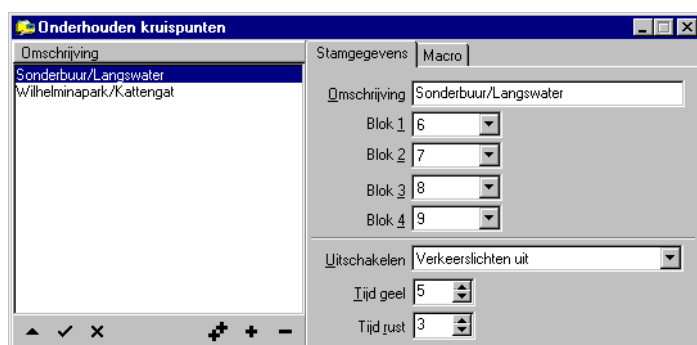 Onderhouden kruispunten
Omschrijving
Sonderbuur/Langswater
Wilhelminapark/Kattengat
Stamgegevens Macro
Omschrijving Sonderbuur/Langswater
Blok 1 6
Blok 2 7
Blok 3 8
Blok 4 9
Uitschakelen Verkeerslichten uit
Tijd geel 5
Tijd rust 3